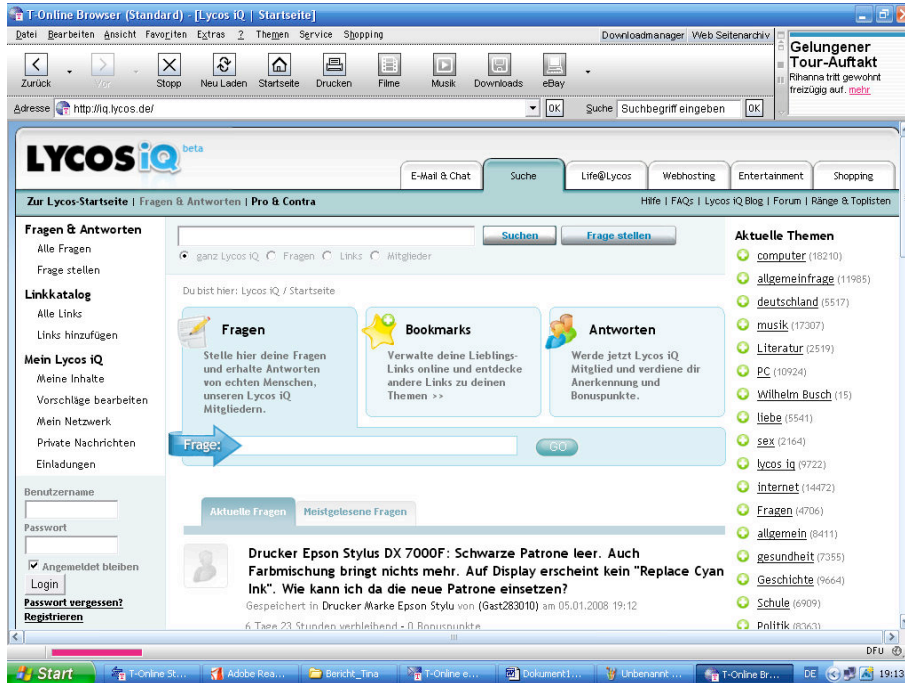 T-Online Browser (Standard) - [Lycos iQ | Startseite]
Datei Bearbeiten Ansicht Favoriten Extras ? Themen Service Shopping
Downloadmanager Web Seitenarchiv
Zurück Vor Stopp Neu Laden Startseite Drucken Filme Musik Downloads eBay
Gelungener
Tour-Auftakt
Rihanna tritt gewohnt
freizügig auf. mehr
Adresse http://iq.lycos.de/ OK Suche Suchbegriff eingeben OK
LYCOS iQ beta
E-Mail & Chat Suche Life@Lycos Webhosting Entertainment Shopping
Zur Lycos-Startseite | Fragen & Antworten | Pro & Contra
Hilfe | FAQs | Lycos iQ Blog | Forum | Ränge & Toplisten
Fragen & Antworten
Alle Fragen
Frage stellen
Linkkatalog
Alle Links
Links hinzufügen
Mein Lycos iQ
Meine Inhalte
Vorschläge bearbeiten
Mein Netzwerk
Private Nachrichten
Einladungen
Benutzername
Passwort
Angemeldet bleiben
Login
Passwort vergessen?
Registrieren
Suchen Frage stellen
ganz Lycos iQ Fragen Links Mitglieder
Du bist hier: Lycos iQ / Startseite
Fragen
Stelle hier deine Fragen
und erhalte Antworten
von echten Menschen,
unseren Lycos iQ
Mitgliedern.
Bookmarks
Verwalte deine Lieblings-
Links online und entdecke
andere Links zu deinen
Themen >>
Antworten
Werde jetzt Lycos iQ
Mitglied und verdiene dir
Anerkennung und
Bonuspunkte.
Frage: GO
Aktuelle Fragen Meistgelesene Fragen
Drucker Epson Stylus DX 7000F: Schwarze Patrone leer. Auch
Farbmischung bringt nichts mehr. Auf Display erscheint kein "Replace Cyan
Ink". Wie kann ich da die neue Patrone einsetzen?
Gespeichert in Drucker Marke Epson Stylu von (Gast283010) am 05.01.2008 19:12
6 Tage 23 Stunden verbleibend - 0 Bonuspunkte
Aktuelle Themen
computer (18210)
allgemeinfrage (11985)
deutschland (5517)
musik (17307)
Literatur (2519)
PC (10924)
Wilhelm Busch (15)
liebe (5541)
sex (2164)
lycos iq (9722)
internet (14472)
Fragen (4706)
allgemein (8411)
gesundheit (7355)
Geschichte (9664)
Schule (6909)
Politik (8363)
DFÜ
Start T-Online St... Adobe Rea... Bericht_Tina T-Online e... Dokument1... Unbenannt ... T-Online Br... DE 19:13